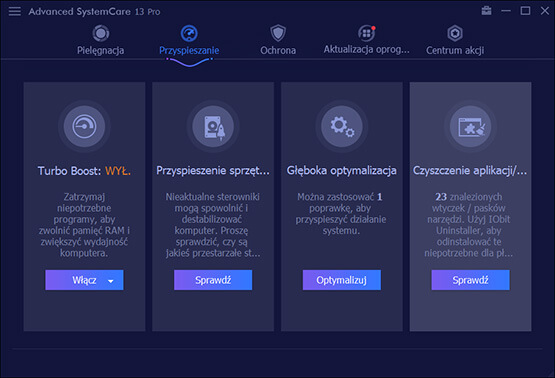 Advanced SystemCare 13 Pro
Pielęgnacja
Przyspieszanie
Ochrona
Aktualizacja oprog...
Centrum akcji
Turbo Boost: WYŁ.
Zatrzymaj
niepotrzebne
programy, aby
zwolnić pamięć RAM i
zwiększyć wydajność
komputera.
Włącz
Przyspieszenie sprzęt...
Nieaktualne sterowniki
mogą spowolnić i
destabilizować
komputer. Proszę
sprawdzić, czy są
jakieś przestarzałe st...
Sprawdź
Głęboka optymalizacja
Można zastosować 1
poprawkę, aby
przyspieszyć działanie
systemu.
Optymalizuj
Czyszczenie aplikacji/...
23 znalezionych
wtyczek / pasków
narzędzi. Użyj IObit
Uninstaller, aby
odinstalować te
niepotrzebne dla pł...
Sprawdź